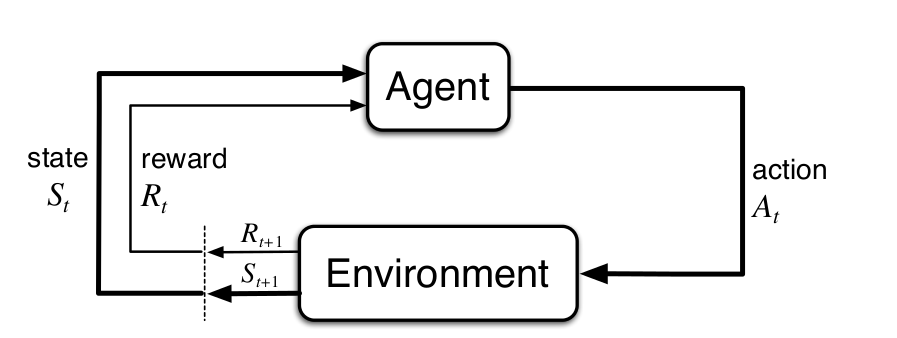 Agent
state
S_t
reward
R_t
action
A_t
R_{t+1}
S_{t+1}
Environment